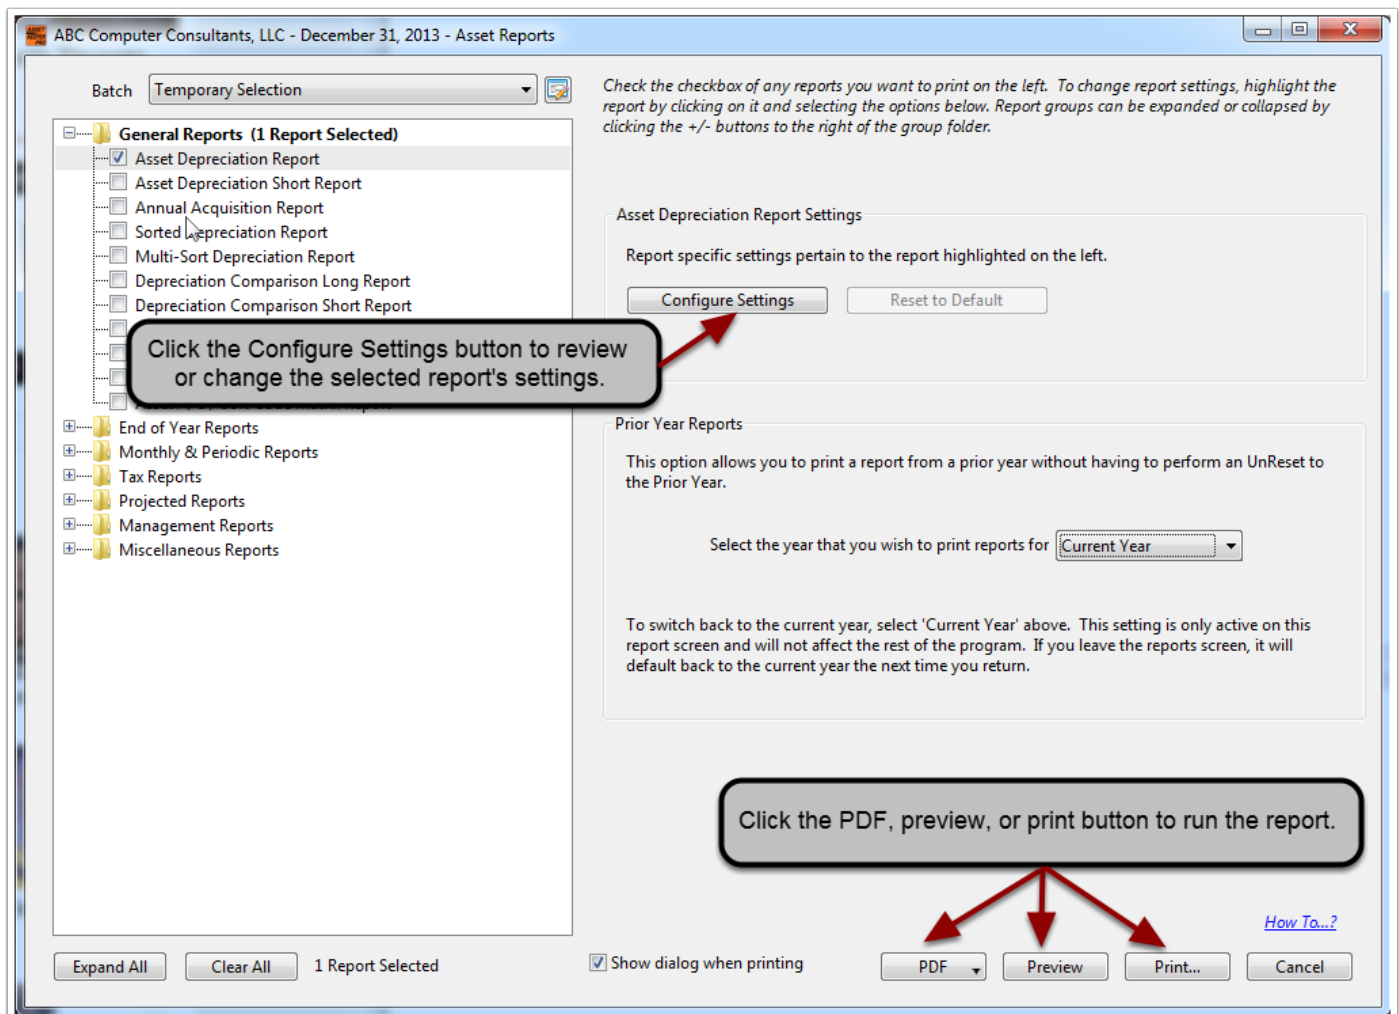 ASSET KEEPER PRO
ABC Computer Consultants, LLC - December 31, 2013 - Asset Reports
Batch
Temporary Selection
Check the checkbox of any reports you want to print on the left. To change report settings, highlight the
report by clicking on it and selecting the options below. Report groups can be expanded or collapsed by
clicking the +/- buttons to the right of the group folder.
General Reports (1 Report Selected)
Asset Depreciation Report
Asset Depreciation Short Report
Annual Acquisition Report
Sorted Depreciation Report
Multi-Sort Depreciation Report
Depreciation Comparison Long Report
Depreciation Comparison Short Report
Click the Configure Settings button to review
or change the selected report's settings.
End of Year Reports
Monthly & Periodic Reports
Tax Reports
Projected Reports
Management Reports
Miscellaneous Reports
Asset Depreciation Report Settings
Report specific settings pertain to the report highlighted on the left.
Configure Settings
Reset to Default
Prior Year Reports
This option allows you to print a report from a prior year without having to perform an UnReset to
the Prior Year.
Select the year that you wish to print reports for
Current Year
To switch back to the current year, select 'Current Year' above. This setting is only active on this
report screen and will not affect the rest of the program. If you leave the reports screen, it will
default back to the current year the next time you return.
Click the PDF, preview, or print button to run the report.
How To...?
Expand All
Clear All
1 Report Selected
Show dialog when printing
PDF
Preview
Print...
Cancel